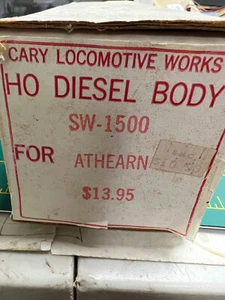 CARY LOCOMOTIVE WORKS
HO DIESEL BODY
SW-1500
FOR ATHEARN
$13.95